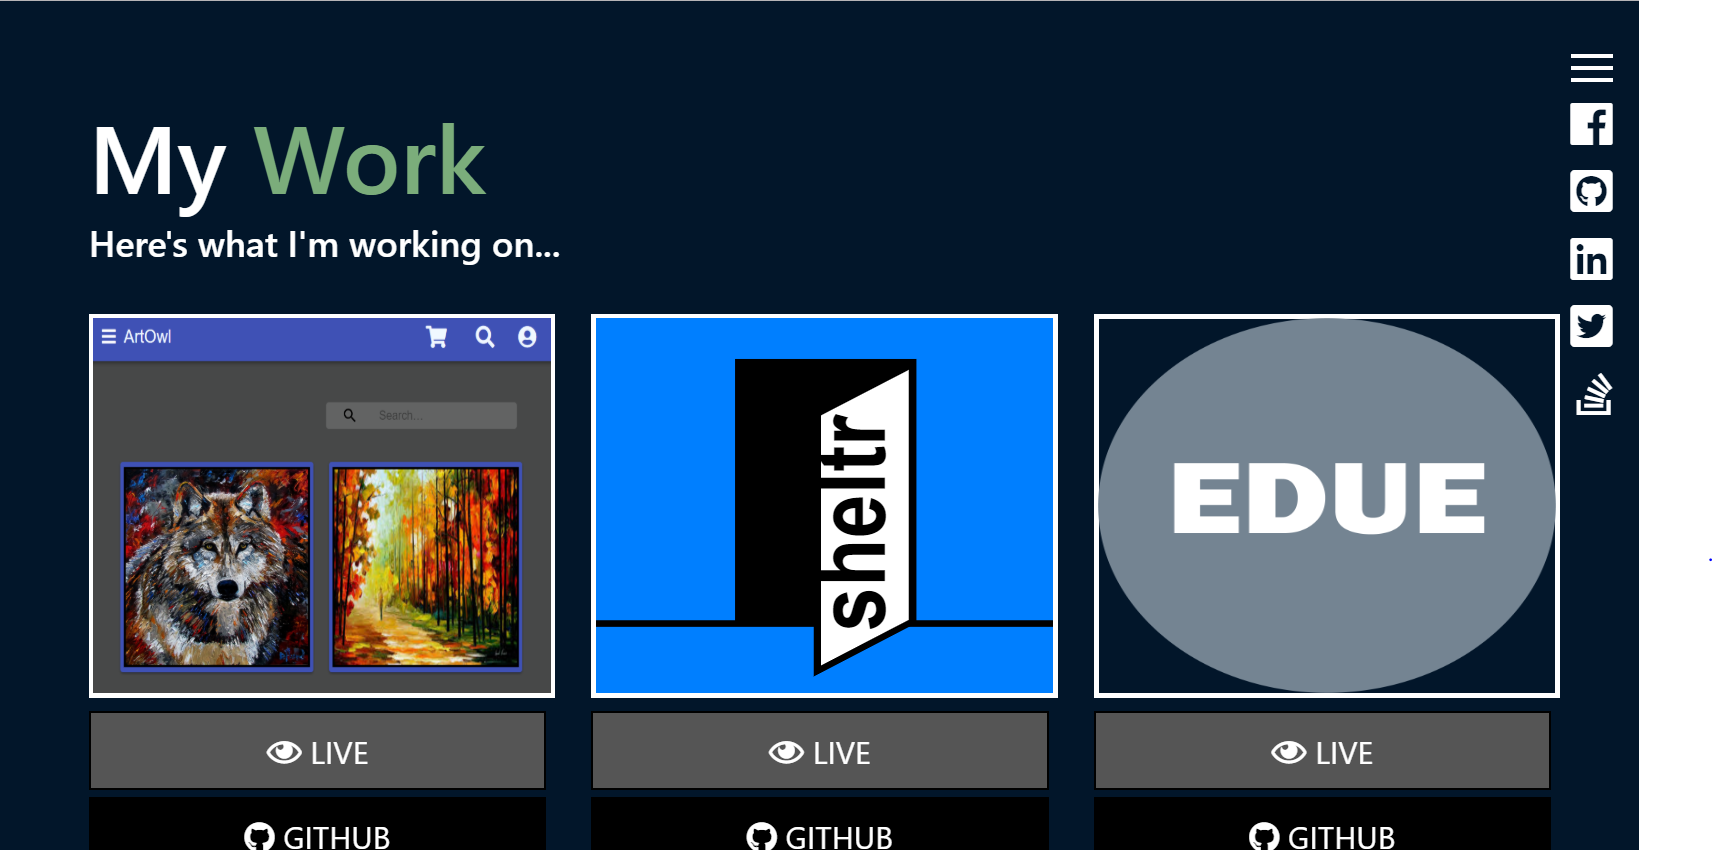 My Work
Here's what I'm working on...
ArtOwl
Search...
sheltr
EDUE
LIVE
LIVE
LIVE
GITHUB
GITHUB
GITHUB